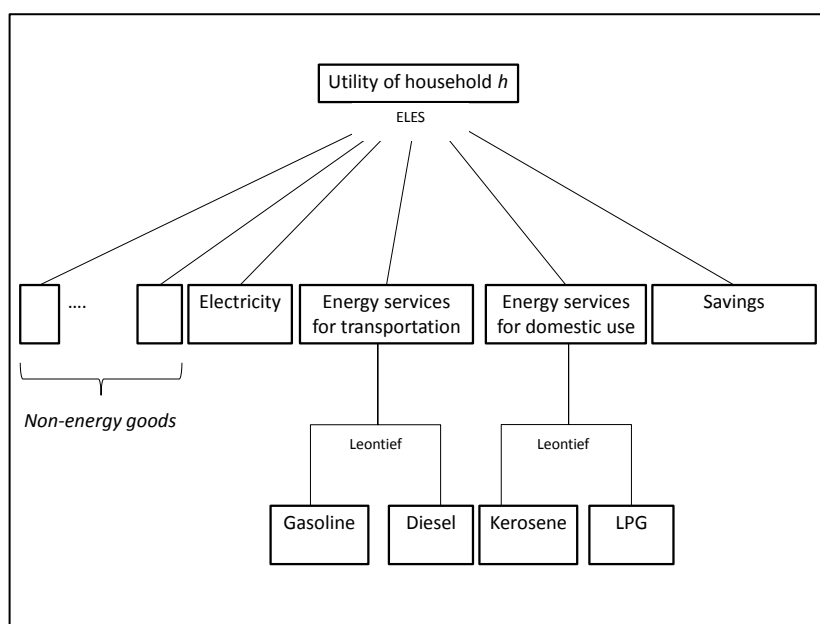 Utility of household h
ELES
....
Electricity
Energy services
for transportation
Energy services
for domestic use
Savings
Non-energy goods
Leontief
Leontief
Gasoline
Diesel
Kerosene
LPG